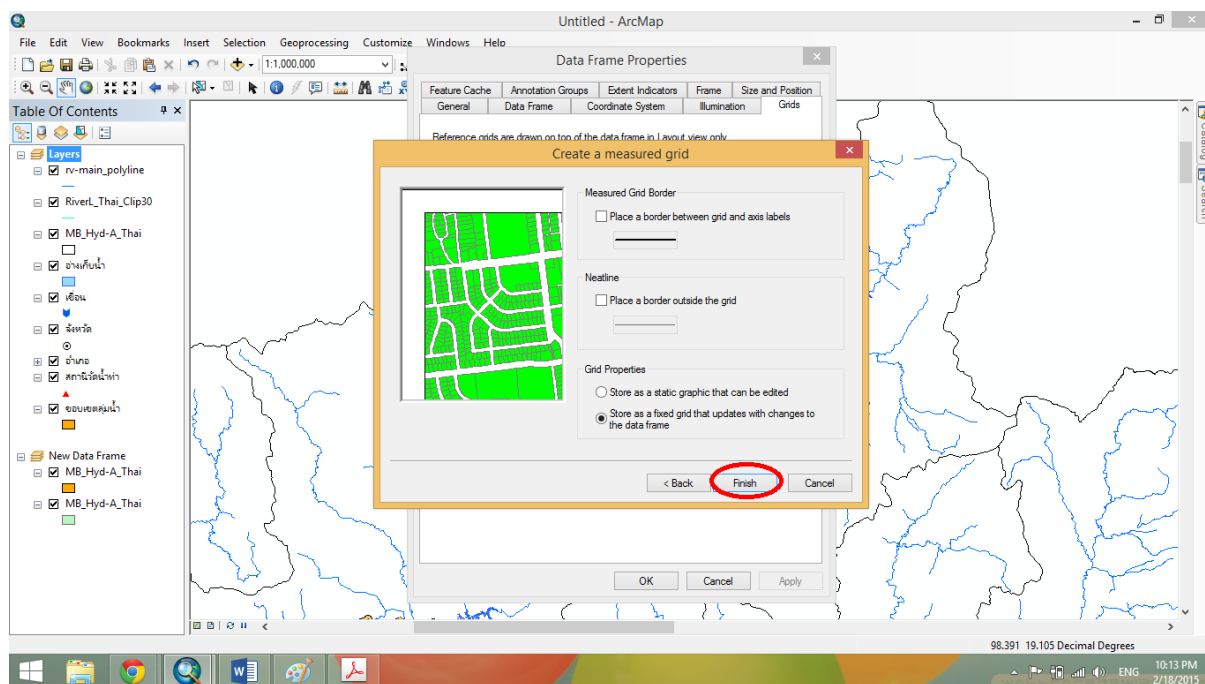 Untitled - ArcMap
File Edit View Bookmarks Insert Selection Geoprocessing Customize Windows Help
1:1,000,000
Data Frame Properties
Feature Cache Annotation Groups Extent Indicators Frame Size and Position
General Data Frame Coordinate System Illumination Grids
Reference grids are drawn on top of the data frame in Layout view only
Table Of Contents
Layers
rv-main_polyline
RiverL_Thai_Clip30
MB_Hyd-A_Thai
อ่างเก็บน้ำ
เขื่อน
จังหวัด
อำเภอ
สถานีวัดน้ำท่า
ขอบเขตลุ่มน้ำ
New Data Frame
MB_Hyd-A_Thai
MB_Hyd-A_Thai
Create a measured grid
Measured Grid Border
Place a border between grid and axis labels
Neatline
Place a border outside the grid
Grid Properties
Store as a static graphic that can be edited
Store as a fixed grid that updates with changes to
the data frame
< Back Finish Cancel
OK Cancel Apply
98.391 19.105 Decimal Degrees
ENG
10:13 PM
2/18/2015